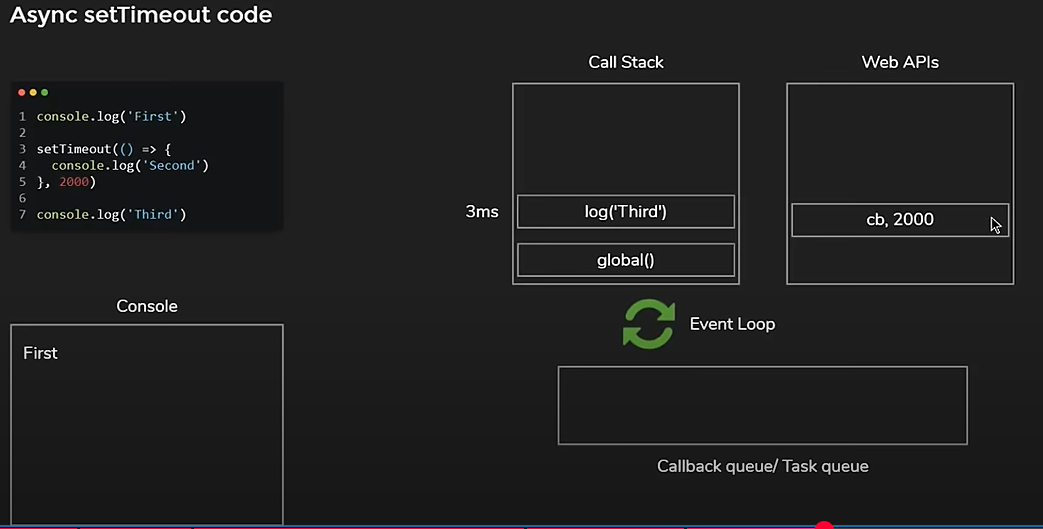 Async setTimeout code
Call Stack
Web APIs
1 console.log('First')
2
3 setTimeout(() => {
4   console.log('Second')
5 }, 2000)
6
7 console.log('Third')
3ms
log('Third')
global()
cb, 2000
Event Loop
Console
First
Callback queue/ Task queue